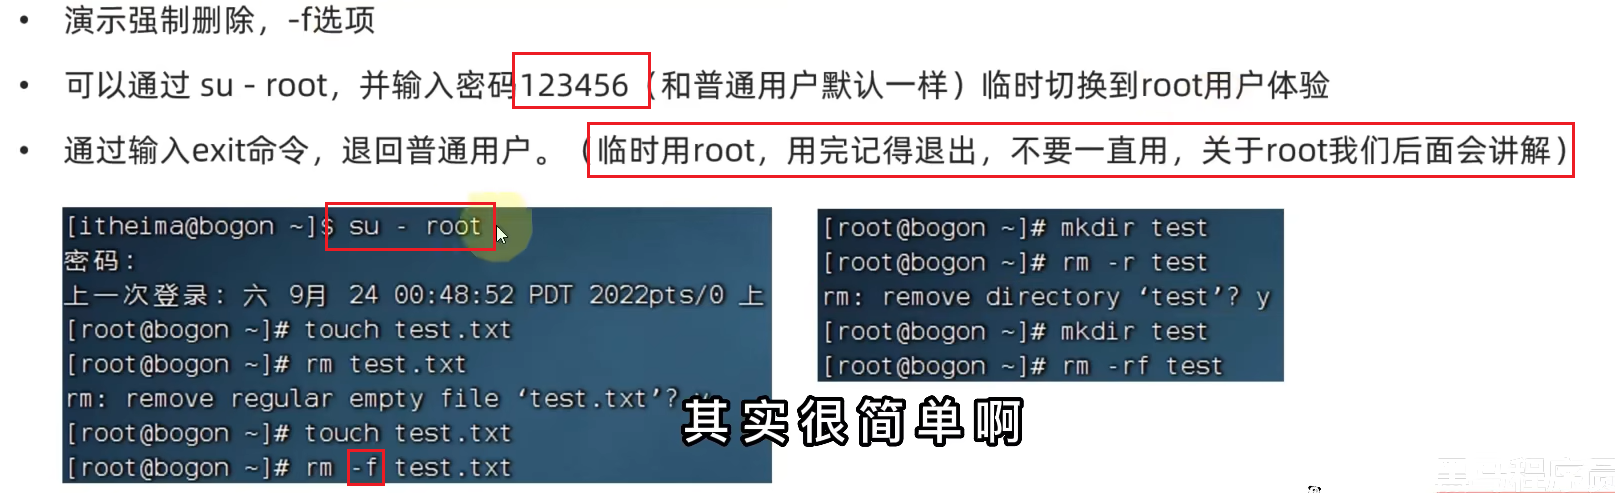 • 演示强制删除，-f选项
• 可以通过 su - root，并输入密码123456（和普通用户默认一样）临时切换到root用户体验
• 通过输入exit命令，退回普通用户。（临时用root，用完记得退出，不要一直用，关于root我们后面会讲解）
[itheima@bogon ~]$ su - root
密码：
上一次登录：六 9月 24 00:48:52 PDT 2022pts/0 上
[root@bogon ~]# touch test.txt
[root@bogon ~]# rm test.txt
rm: remove regular empty file ‘test.txt’?
[root@bogon ~]# touch test.txt
[root@bogon ~]# rm -f test.txt
[root@bogon ~]# mkdir test
[root@bogon ~]# rm -r test
rm: remove directory ‘test’? y
[root@bogon ~]# mkdir test
[root@bogon ~]# rm -rf test
其实很简单啊